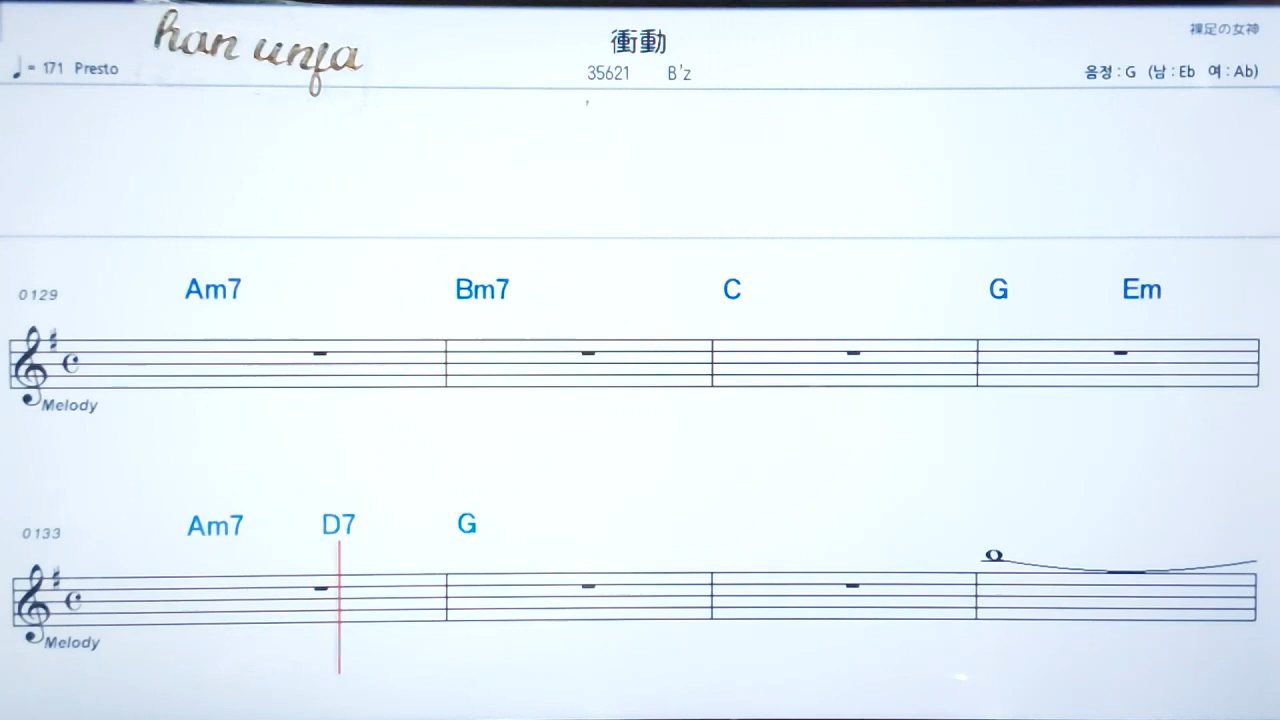 han unja
衝動
裸足の女神
♩= 171 Presto
35621 B'z
음정 : G (남 : Eb 여 : Ab)
0129 Am7 Bm7 C G Em
Melody
0133 Am7 D7 G
Melody